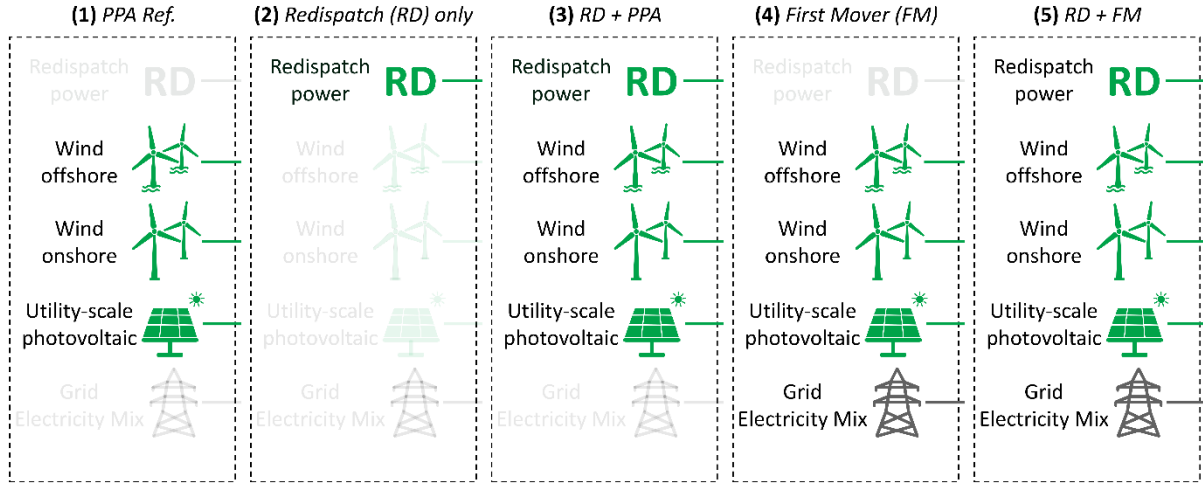 (1) PPA Ref.
Redispatch
power
RD
Wind
offshore
Wind
onshore
Utility-scale
photovoltaic
Grid
Electricity Mix
(2) Redispatch (RD) only
Redispatch
power
RD
Wind
offshore
Wind
onshore
Utility-scale
photovoltaic
Grid
Electricity Mix
(3) RD + PPA
Redispatch
power
RD
Wind
offshore
Wind
onshore
Utility-scale
photovoltaic
Grid
Electricity Mix
(4) First Mover (FM)
Redispatch
power
RD
Wind
offshore
Wind
onshore
Utility-scale
photovoltaic
Grid
Electricity Mix
(5) RD + FM
Redispatch
power
RD
Wind
offshore
Wind
onshore
Utility-scale
photovoltaic
Grid
Electricity Mix